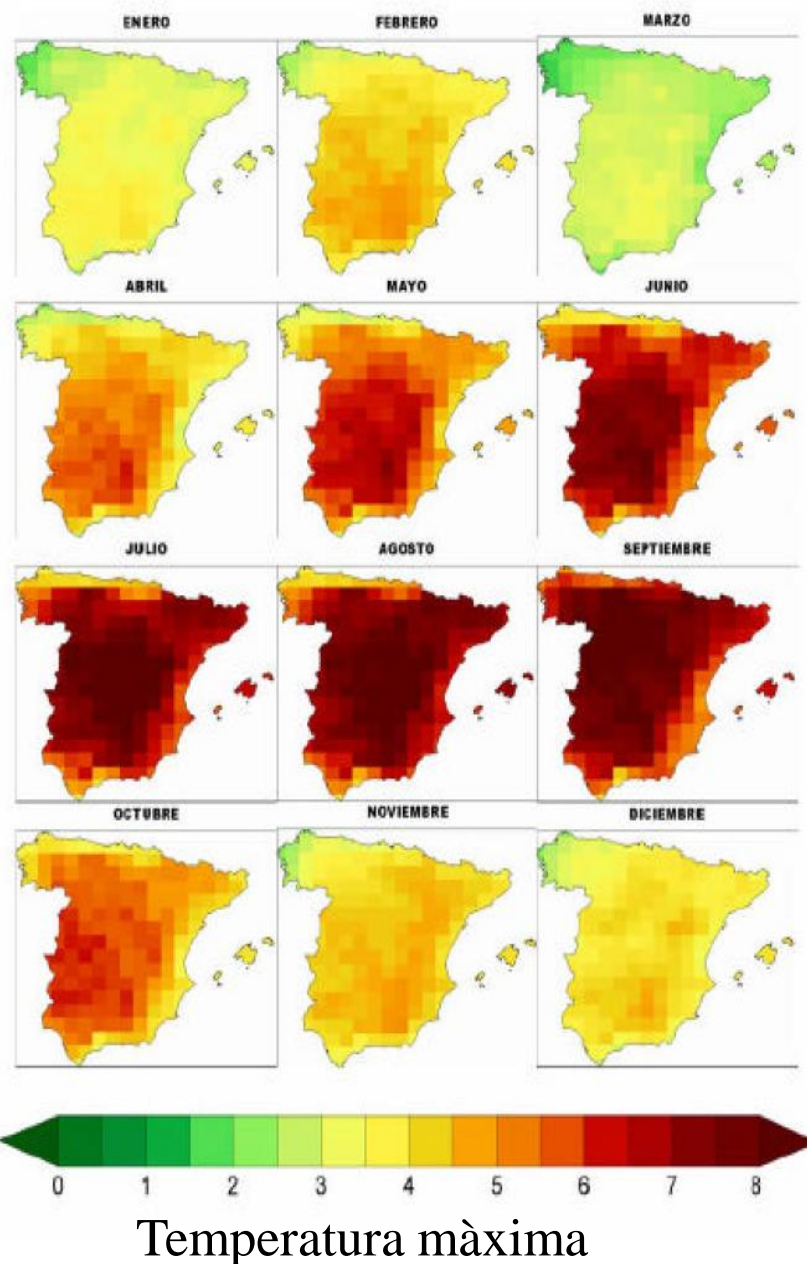 ENERO FEBRERO MARZO
ABRIL MAYO JUNIO
JULIO AGOSTO SEPTIEMBRE
OCTUBRE NOVIEMBRE DICIEMBRE
0 1 2 3 4 5 6 7 8
Temperatura màxima